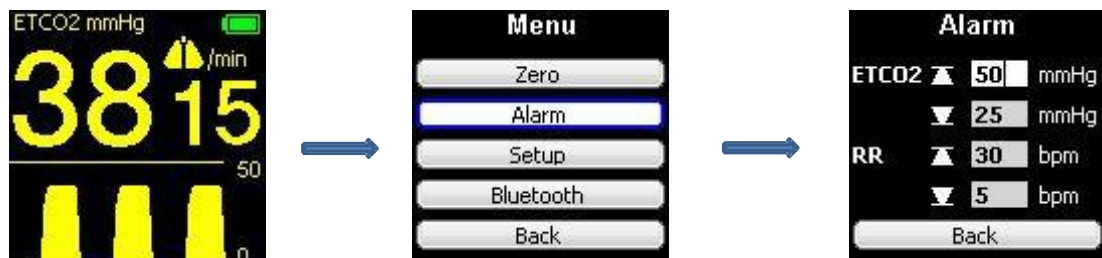 ETCO2 mmHg
38 /min 15
50
0
Menu
Zero
Alarm
Setup
Bluetooth
Back
Alarm
ETCO2 50 mmHg
25 mmHg
RR 30 bpm
5 bpm
Back